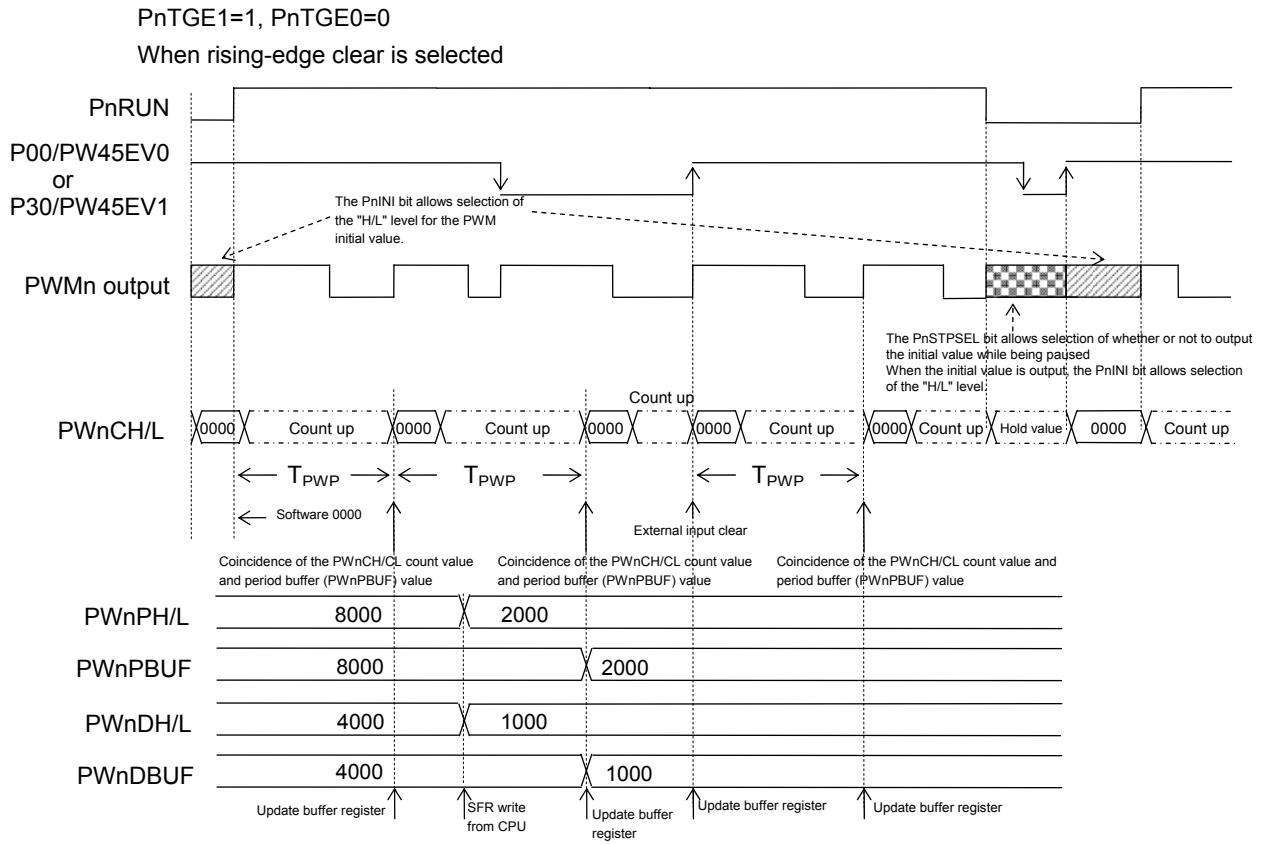 PnTGE1=1, PnTGE0=0
When rising-edge clear is selected
PnRUN
P00/PW45EV0
or
P30/PW45EV1
The PnINI bit allows selection of
the "H/L" level for the PWM
initial value.
PWMn output
The PnSTPSEL bit allows selection of whether or not to output
the initial value while being paused
When the initial value is output, the PnINI bit allows selection
of the "H/L" level.
Count up
PWnCH/L
0000
Count up
0000
Count up
0000
0000
Count up
0000
Count up
Hold value
0000
Count up
TPWP
TPWP
TPWP
Software 0000
External input clear
Coincidence of the PWnCH/CL count value
and period buffer (PWnPBUF) value
Coincidence of the PWnCH/CL count value
and period buffer (PWnPBUF) value
Coincidence of the PWnCH/CL count value and
period buffer (PWnPBUF) value
PWnPH/L
8000
2000
PWnPBUF
8000
2000
PWnDH/L
4000
1000
PWnDBUF
4000
1000
Update buffer register
SFR write
from CPU
Update buffer
register
Update buffer register
Update buffer register